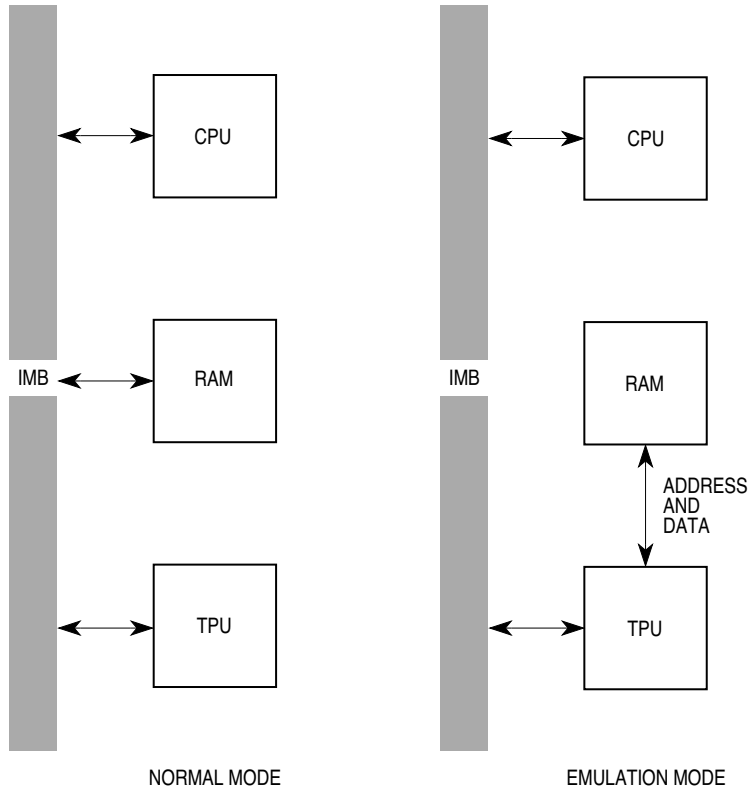 CPU
IMB
RAM
TPU
NORMAL MODE
CPU
IMB
RAM
ADDRESS
AND
DATA
TPU
EMULATION MODE